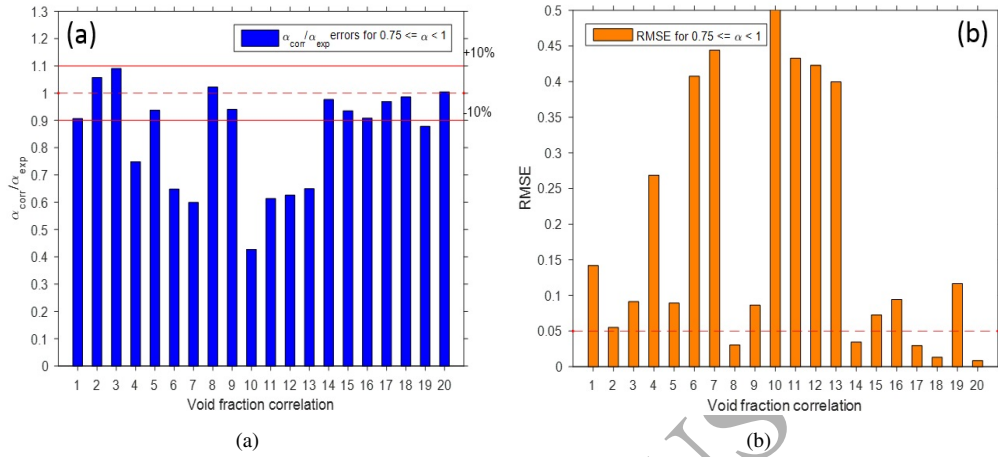 (a)
α_corr/α_exp errors for 0.75 <= α < 1
+10%
-10%
1.3
1.2
1.1
1
0.9
0.8
0.7
0.6
0.5
0.4
0.3
0.2
0.1
0
α_corr/α_exp
1 2 3 4 5 6 7 8 9 10 11 12 13 14 15 16 17 18 19 20
Void fraction correlation
(a)
(b)
RMSE for 0.75 <= α < 1
0.5
0.45
0.4
0.35
0.3
0.25
0.2
0.15
0.1
0.05
0
RMSE
1 2 3 4 5 6 7 8 9 10 11 12 13 14 15 16 17 18 19 20
Void fraction correlation
(b)
US